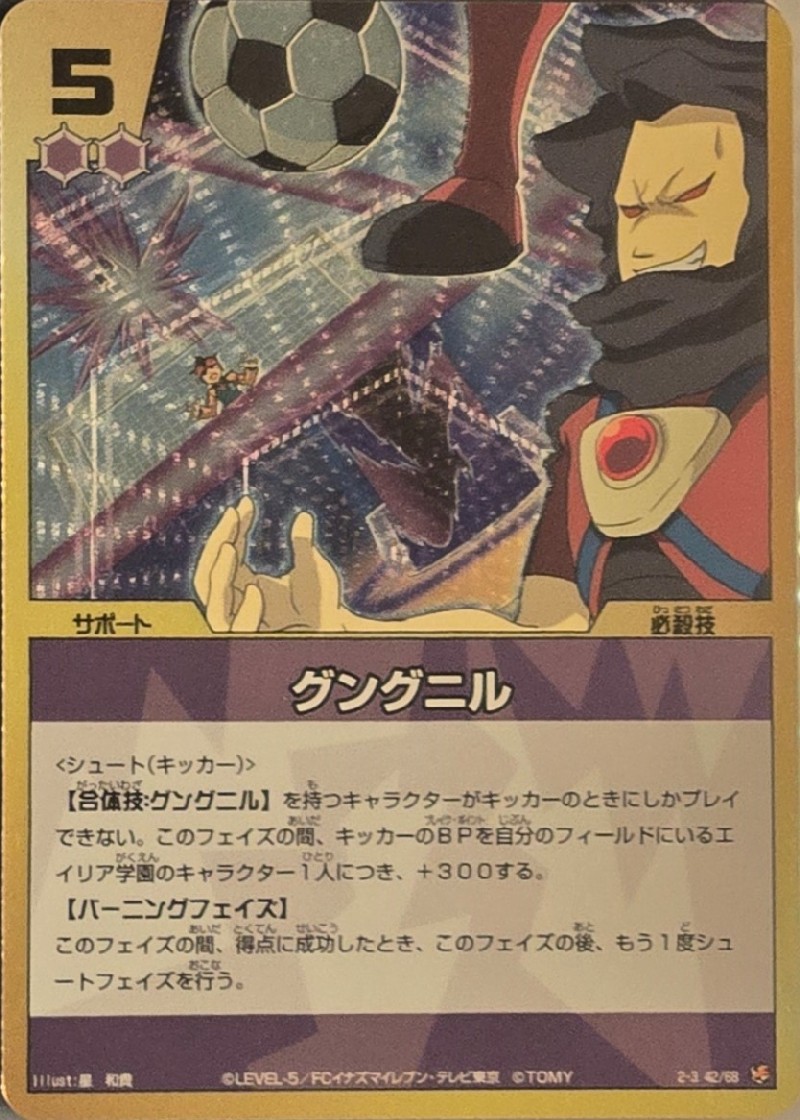 5
サポート
必殺技
グングニル
<シュート(キッカー)>
【合体技:グングニル】を持つキャラクターがキッカーのときにしかプレイ
できない。このフェイズの間、キッカーのBPを自分のフィールドにいるエ
イリア学園のキャラクター1人につき、+300する。
【バーニングフェイズ】
このフェイズの間、得点に成功したとき、このフェイズの後、もう1度シュ
ートフェイズを行う。
Illust:星 和貴
©LEVEL-5/FCイナズマイレブン・テレビ東京 ©TOMY
2-3 42/68